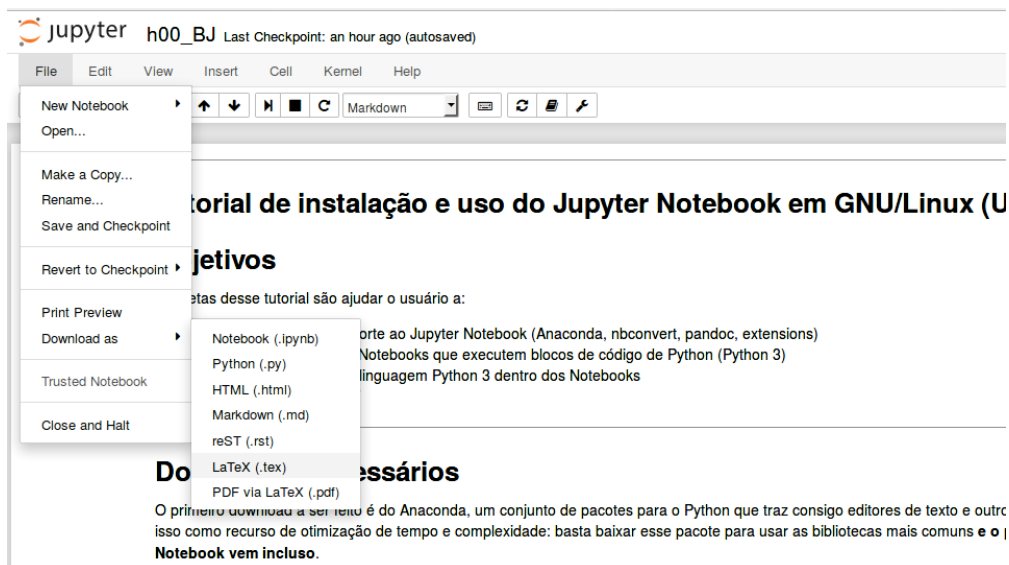 jupyter h00_BJ Last Checkpoint: an hour ago (autosaved)
File Edit View Insert Cell Kernel Help
Markdown
New Notebook
Open...
Make a Copy...
Rename...
Save and Checkpoint
Revert to Checkpoint
Print Preview
Download as
Trusted Notebook
Close and Halt
Notebook (.ipynb)
Python (.py)
HTML (.html)
Markdown (.md)
reST (.rst)
LaTeX (.tex)
PDF via LaTeX (.pdf)
torial de instalação e uso do Jupyter Notebook em GNU/Linux (U
jetivos
etas desse tutorial são ajudar o usuário a:
orte ao Jupyter Notebook (Anaconda, nbconvert, pandoc, extensions)
Notebooks que executem blocos de código de Python (Python 3)
linguagem Python 3 dentro dos Notebooks
Do essários
O primeiro download a ser feito é do Anaconda, um conjunto de pacotes para o Python que traz consigo editores de texto e outro
isso como recurso de otimização de tempo e complexidade: basta baixar esse pacote para usar as bibliotecas mais comuns e o
Notebook vem incluso.